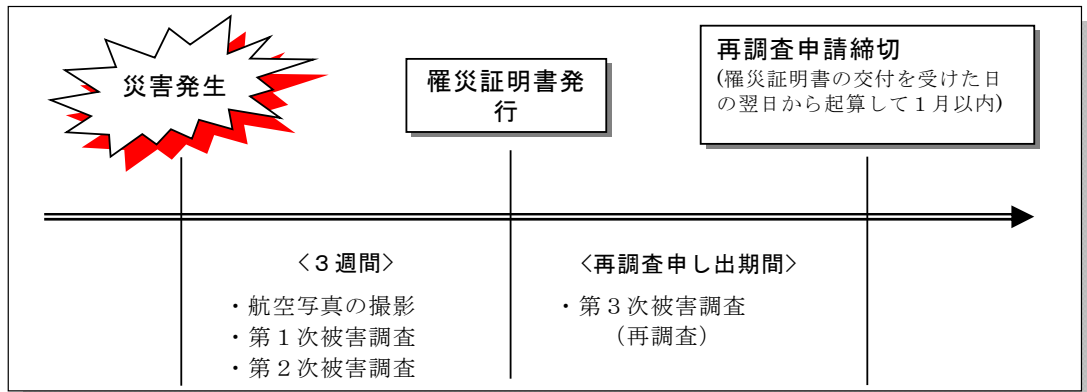 災害発生
罹災証明書発
行
再調査申請締切
(罹災証明書の交付を受けた日
の翌日から起算して１月以内)
＜３週間＞
・航空写真の撮影
・第１次被害調査
・第２次被害調査
＜再調査申し出期間＞
・第３次被害調査
（再調査）